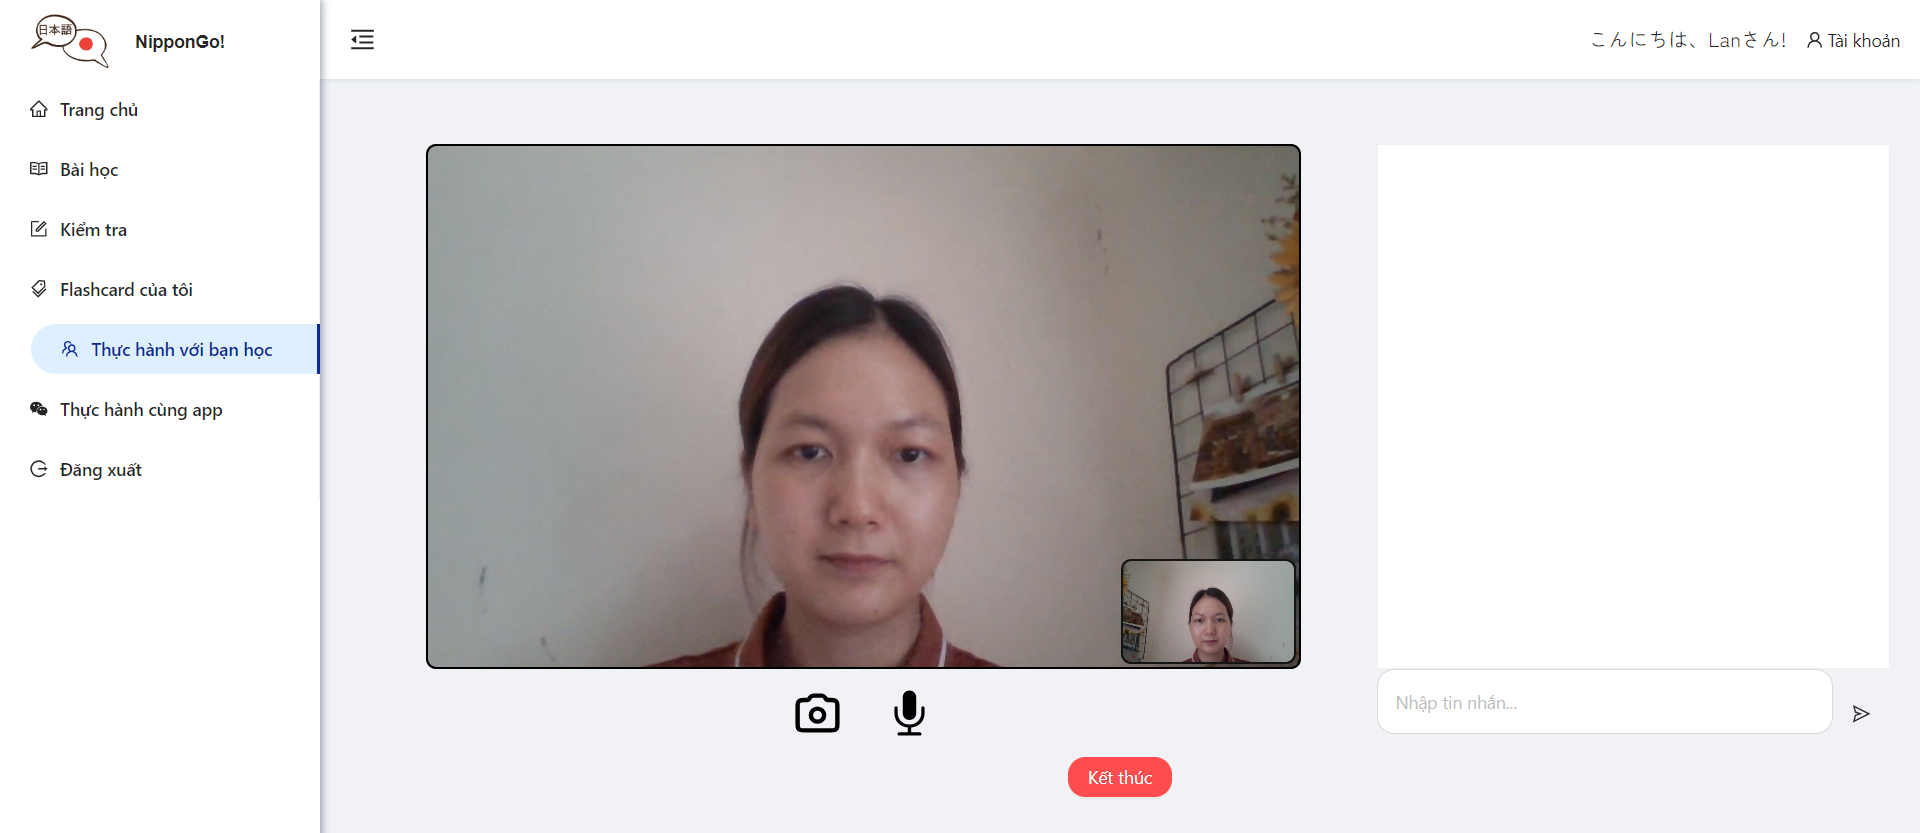 日本語
NipponGo!
Trang chủ
Bài học
Kiểm tra
Flashcard của tôi
Thực hành với bạn học
Thực hành cùng app
Đăng xuất
こんにちは、Lanさん!
Tài khoản
Nhập tin nhắn...
Kết thúc